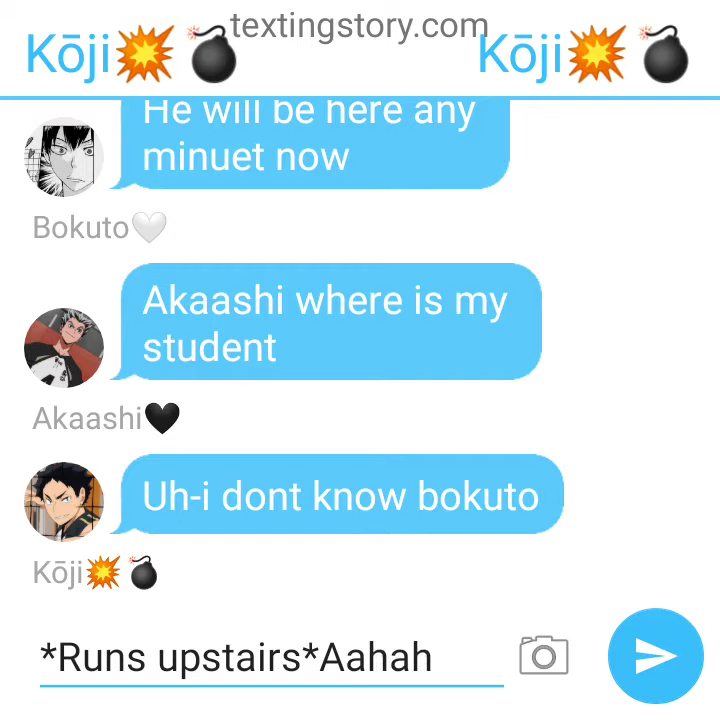 textingstory.com
Kōji💥💣 Kōji💥💣
He will be here any
minuet now
Bokuto🤍
Akaashi where is my
student
Akaashi🖤
Uh-i dont know bokuto
Kōji💥💣
*Runs upstairs*Aahah